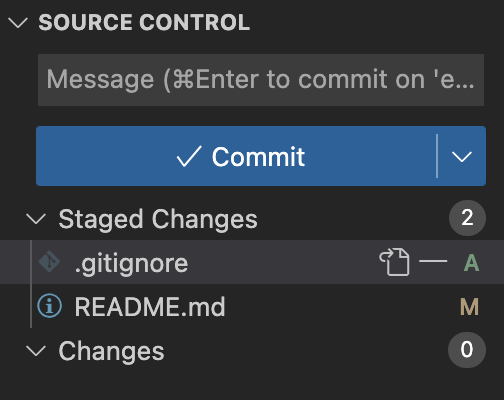 SOURCE CONTROL
Message (⌘Enter to commit on 'e...
Commit
Staged Changes 2
.gitignore A
README.md M
Changes 0